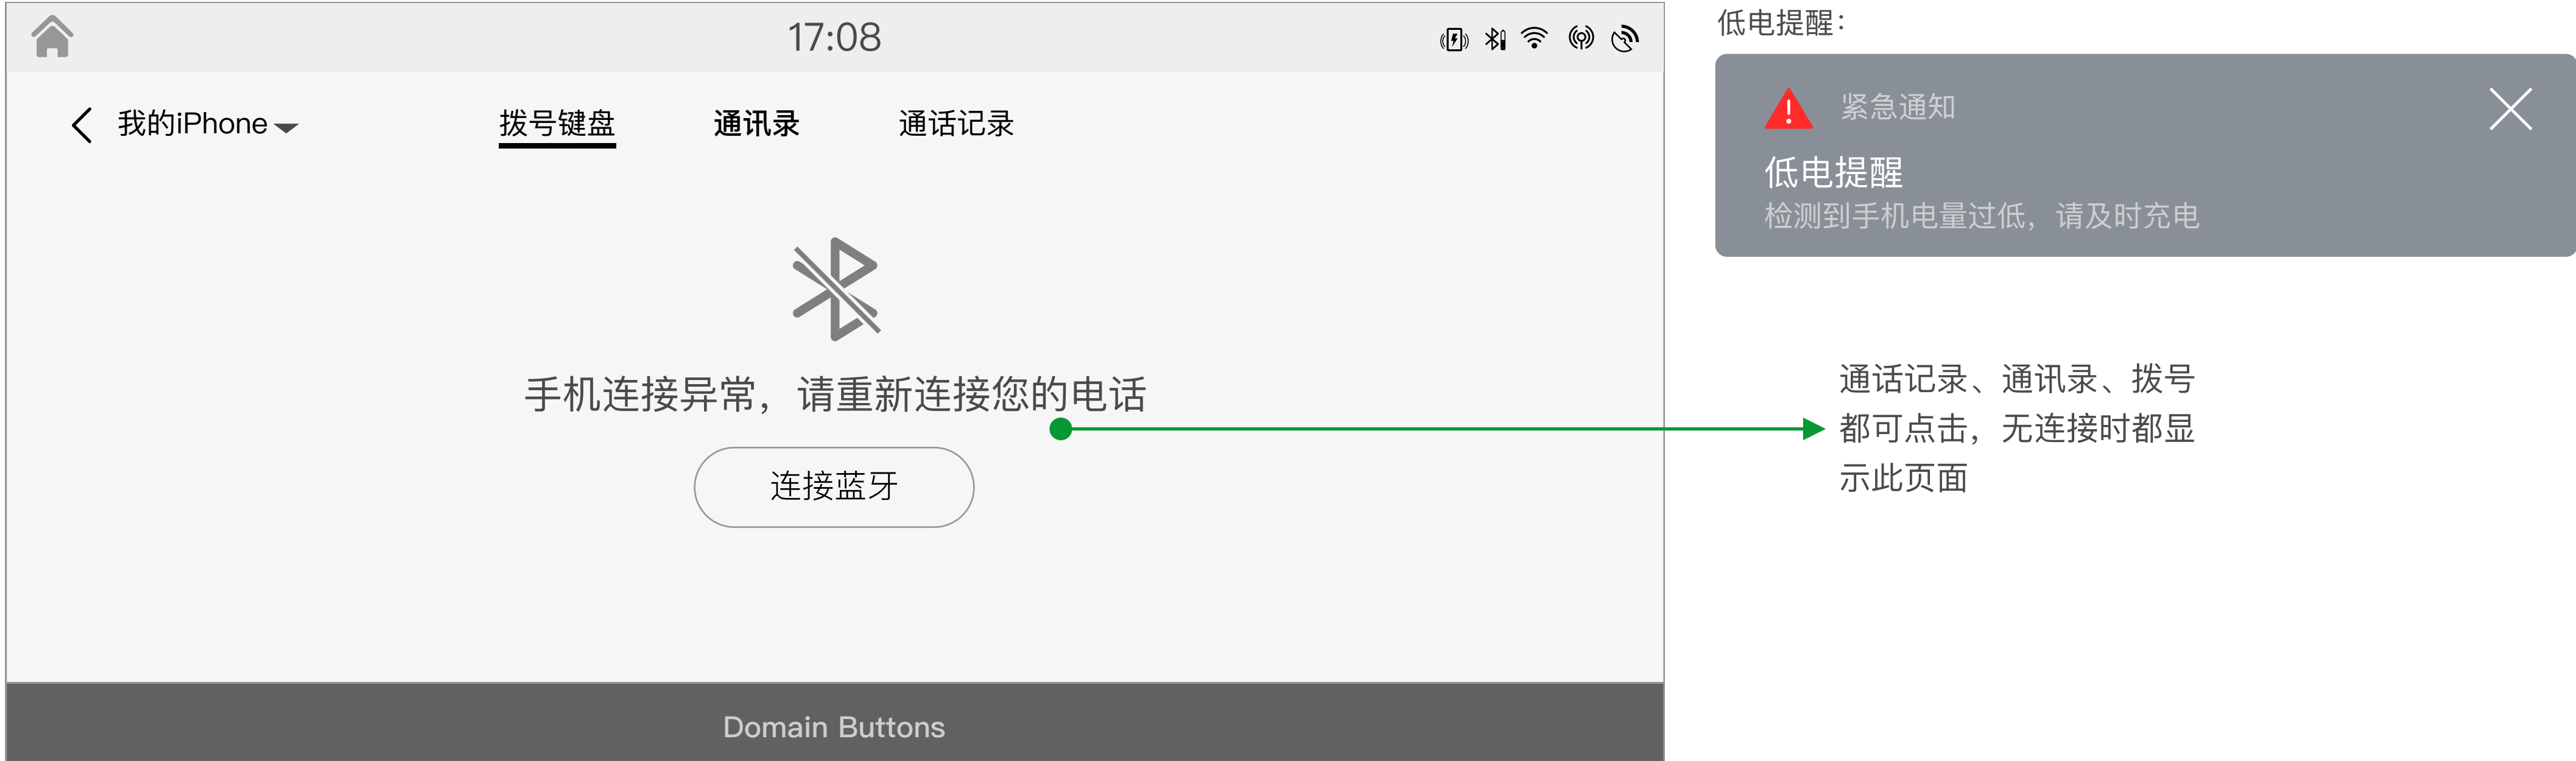 17:08
我的iPhone
拨号键盘
通讯录
通话记录
手机连接异常，请重新连接您的电话
连接蓝牙
Domain Buttons
低电提醒：
紧急通知
低电提醒
检测到手机电量过低，请及时充电
通话记录、通讯录、拨号
都可点击，无连接时都显
示此页面